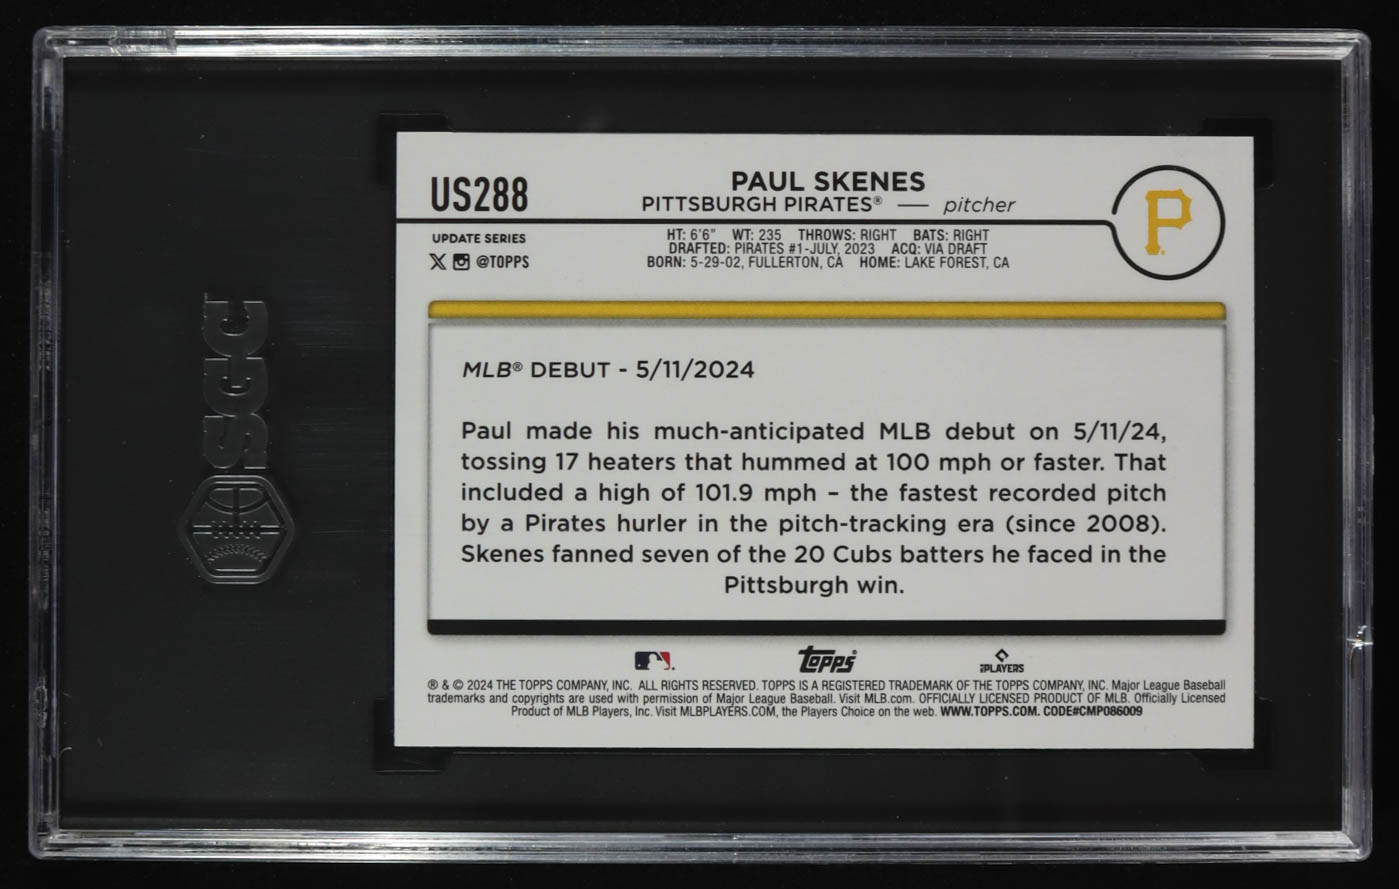 SGC
US288
PAUL SKENES
PITTSBURGH PIRATES® — pitcher
P
UPDATE SERIES
@TOPPS
HT: 6'6" WT: 235 THROWS: RIGHT BATS: RIGHT
DRAFTED: PIRATES #1-JULY, 2023 ACQ: VIA DRAFT
BORN: 5-29-02, FULLERTON, CA HOME: LAKE FOREST, CA
MLB® DEBUT - 5/11/2024
Paul made his much-anticipated MLB debut on 5/11/24,
tossing 17 heaters that hummed at 100 mph or faster. That
included a high of 101.9 mph – the fastest recorded pitch
by a Pirates hurler in the pitch-tracking era (since 2008).
Skenes fanned seven of the 20 Cubs batters he faced in the
Pittsburgh win.
Topps®
PLAYERS
® & © 2024 THE TOPPS COMPANY, INC. ALL RIGHTS RESERVED. TOPPS IS A REGISTERED TRADEMARK OF THE TOPPS COMPANY, INC. Major League Baseball
trademarks and copyrights are used with permission of Major League Baseball. Visit MLB.com. OFFICIALLY LICENSED PRODUCT OF MLB. Officially Licensed
Product of MLB Players, Inc. Visit MLBPLAYERS.COM, the Players Choice on the web. WWW.TOPPS.COM. CODE#CMP086009